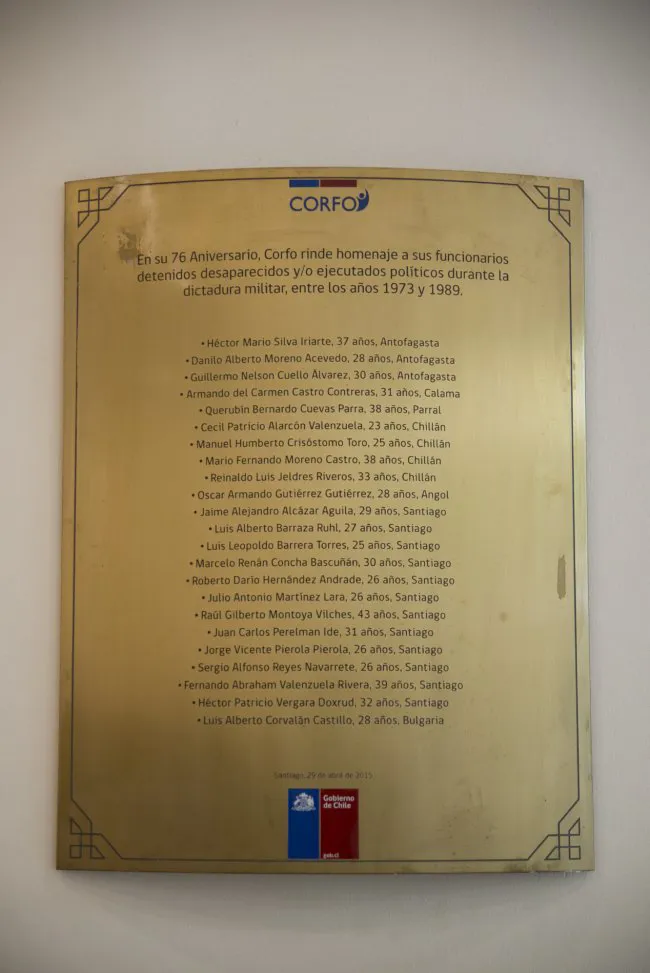 CORFO
En su 76 Aniversario, Corfo rinde homenaje a sus funcionarios
detenidos desaparecidos y/o ejecutados políticos durante la
dictadura militar, entre los años 1973 y 1989.
• Héctor Mario Silva Iriarte, 37 años, Antofagasta
• Danilo Alberto Moreno Acevedo, 28 años, Antofagasta
• Guillermo Nelson Cuello Álvarez, 30 años, Antofagasta
• Armando del Carmen Castro Contreras, 31 años, Calama
• Querubín Bernardo Cuevas Parra, 38 años, Parral
• Cecil Patricio Alarcón Valenzuela, 23 años, Chillán
• Manuel Humberto Crisóstomo Toro, 25 años, Chillán
• Mario Fernando Moreno Castro, 38 años, Chillán
• Reinaldo Luis Jeldres Riveros, 33 años, Chillán
• Oscar Armando Gutiérrez Gutiérrez, 28 años, Angol
• Jaime Alejandro Alcázar Aguila, 29 años, Santiago
• Luis Alberto Barraza Ruhl, 27 años, Santiago
• Luis Leopoldo Barrera Torres, 25 años, Santiago
• Marcelo Renán Concha Bascuñán, 30 años, Santiago
• Roberto Darío Hernández Andrade, 26 años, Santiago
• Julio Antonio Martínez Lara, 26 años, Santiago
• Raúl Gilberto Montoya Vilches, 43 años, Santiago
• Juan Carlos Perelman Ide, 31 años, Santiago
• Jorge Vicente Pierola Pierola, 26 años, Santiago
• Sergio Alfonso Reyes Navarrete, 26 años, Santiago
• Fernando Abraham Valenzuela Rivera, 39 años, Santiago
• Héctor Patricio Vergara Doxrud, 32 años, Santiago
• Luis Alberto Corvalán Castillo, 28 años, Bulgaria
Santiago, 29 de abril de 2015
Gobierno
de Chile
gob.cl